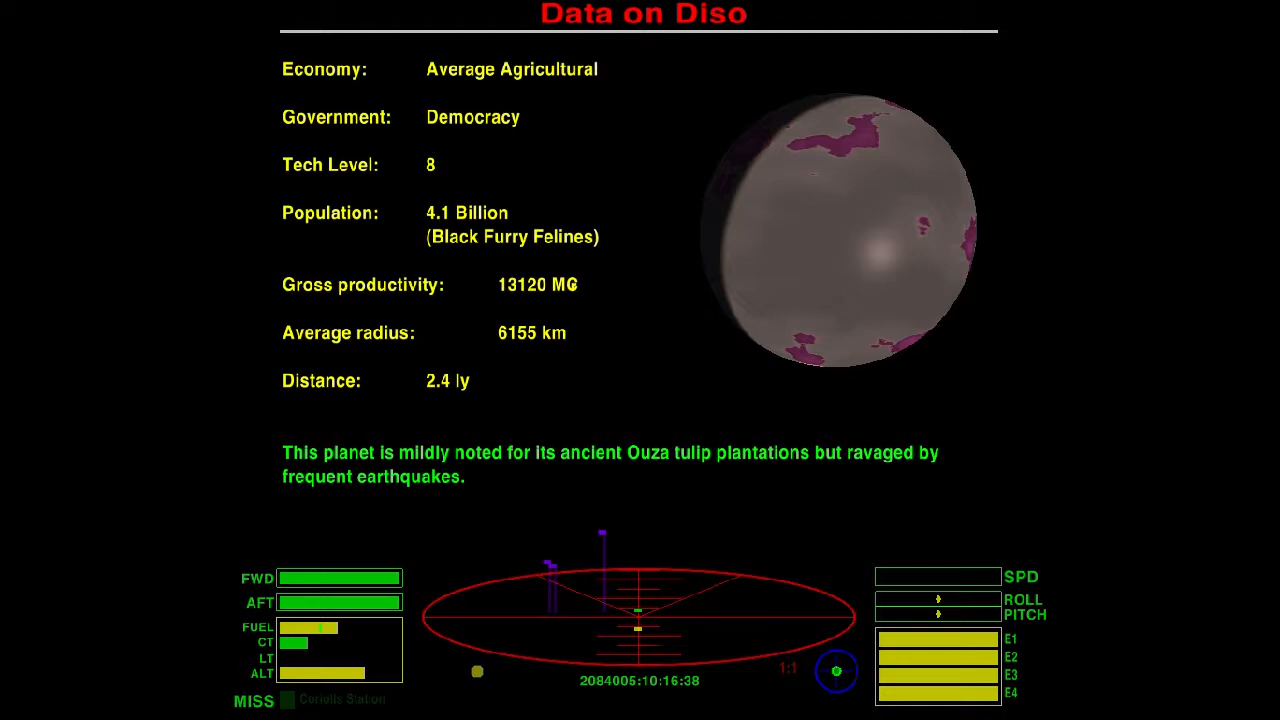 Data on Diso
Economy: Average Agricultural
Government: Democracy
Tech Level: 8
Population: 4.1 Billion
(Black Furry Felines)
Gross productivity: 13120 M₢
Average radius: 6155 km
Distance: 2.4 ly
This planet is mildly noted for its ancient Ouza tulip plantations but ravaged by
frequent earthquakes.
FWD
AFT
FUEL
CT
LT
ALT
MISS Coriolis Station
1:1
2084005:10:16:38
SPD
ROLL
PITCH
E1
E2
E3
E4